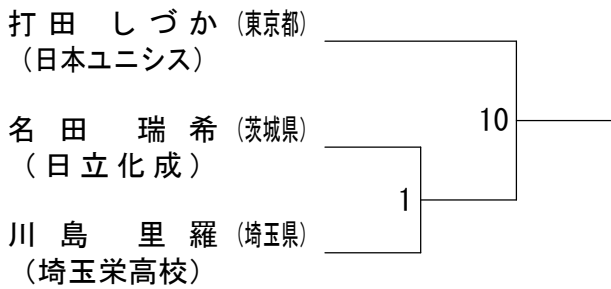 打田 しづか (東京都)
(日本ユニシス)
10
名田 瑞希 (茨城県)
(日立化成)
1
川島 里羅 (埼玉県)
(埼玉栄高校)